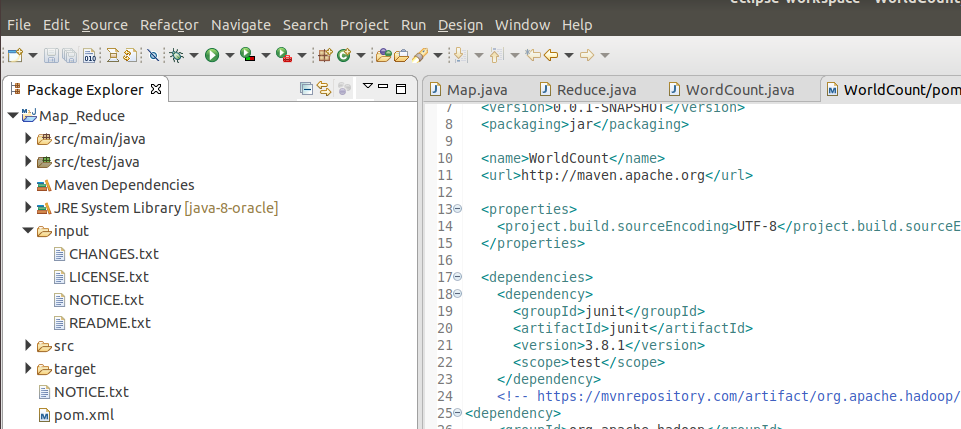 eclipse-workspace - WorldCount
File Edit Source Refactor Navigate Search Project Run Design Window Help
Package Explorer
Map_Reduce
src/main/java
src/test/java
Maven Dependencies
JRE System Library [java-8-oracle]
input
CHANGES.txt
LICENSE.txt
NOTICE.txt
README.txt
src
target
NOTICE.txt
pom.xml
Map.java Reduce.java WordCount.java WorldCount/pom
7 <version>0.0.1-SNAPSHOT</version>
8 <packaging>jar</packaging>
9
10 <name>WorldCount</name>
11 <url>http://maven.apache.org</url>
12
13 <properties>
14 <project.build.sourceEncoding>UTF-8</project.build.sourceE
15 </properties>
16
17 <dependencies>
18 <dependency>
19 <groupId>junit</groupId>
20 <artifactId>junit</artifactId>
21 <version>3.8.1</version>
22 <scope>test</scope>
23 </dependency>
24 <!-- https://mvnrepository.com/artifact/org.apache.hadoop/
25 <dependency>
26 <groupId>org.apache.hadoop</groupId>